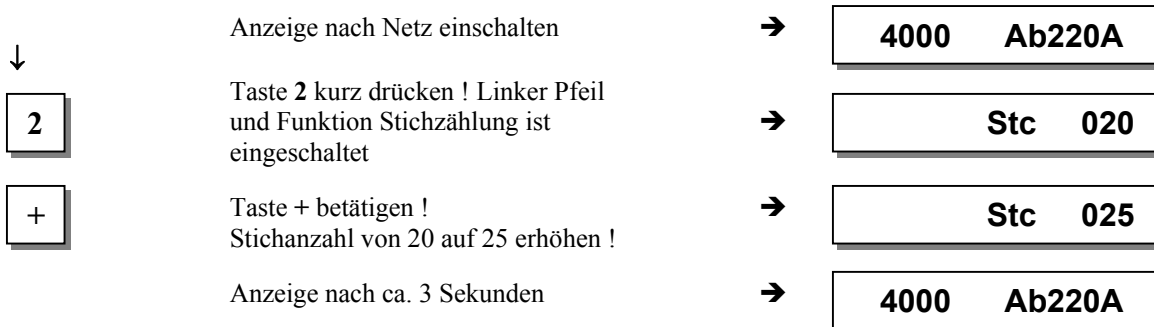 Anzeige nach Netz einschalten ➔ 4000 Ab220A
↓
2 Taste 2 kurz drücken ! Linker Pfeil
und Funktion Stichzählung ist ➔ Stc 020
eingeschaltet
+ Taste + betätigen ! ➔ Stc 025
Stichanzahl von 20 auf 25 erhöhen !
Anzeige nach ca. 3 Sekunden ➔ 4000 Ab220A